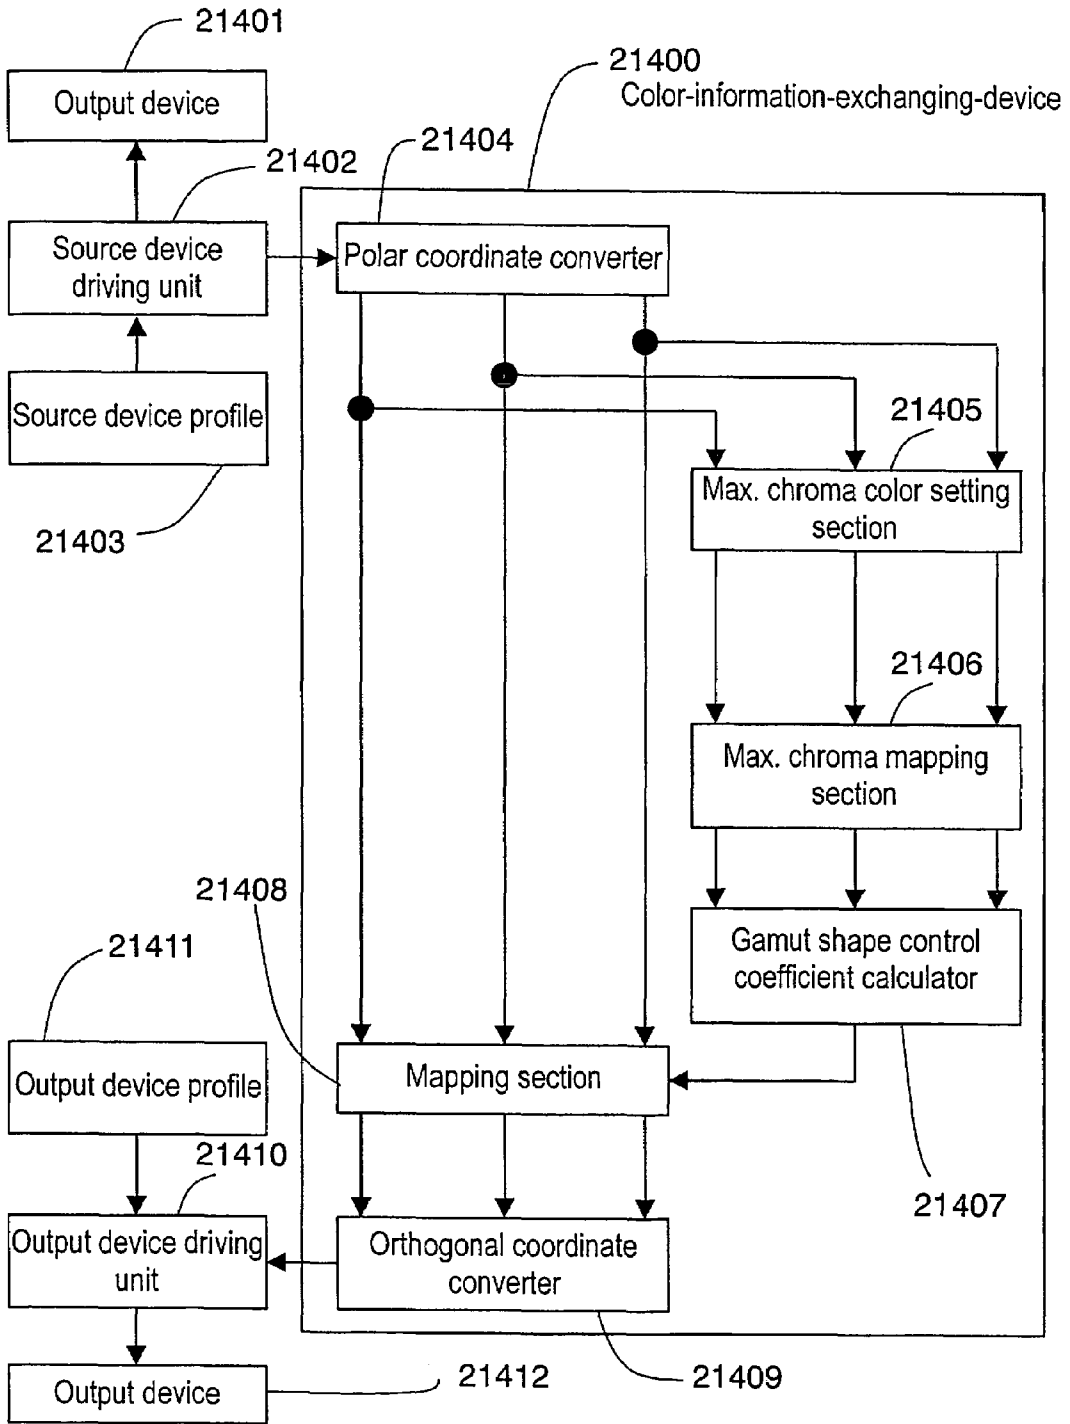 21401
Output device
21400
Color-information-exchanging-device
21404
21402
Source device
driving unit
Polar coordinate converter
Source device profile
21403
21405
Max. chroma color setting
section
21406
Max. chroma mapping
section
21408
Gamut shape control
coefficient calculator
21411
Output device profile
Mapping section
21410
21407
Output device driving
unit
Orthogonal coordinate
converter
Output device
21412
21409